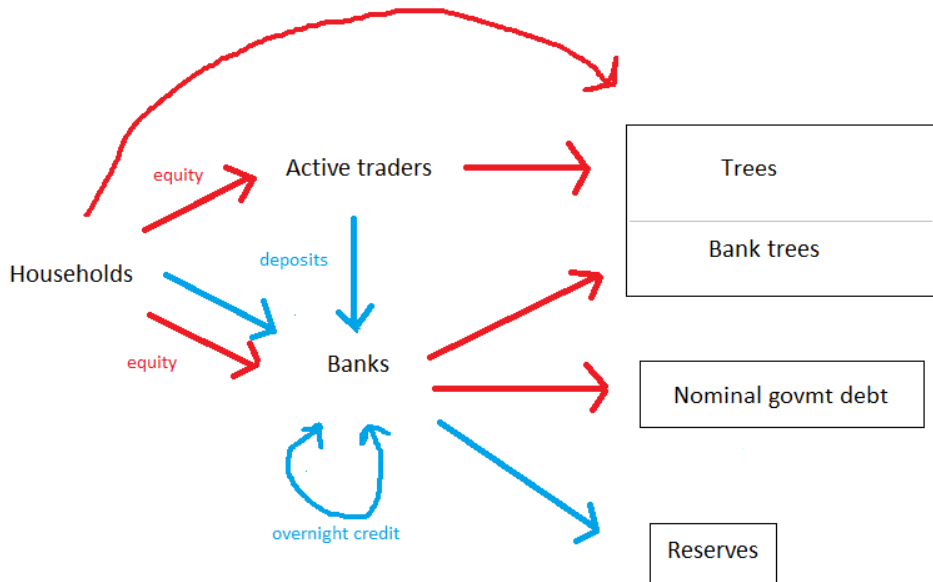 Active traders
Trees
equity
Bank trees
deposits
Households
equity
Banks
Nominal govmt debt
overnight credit
Reserves